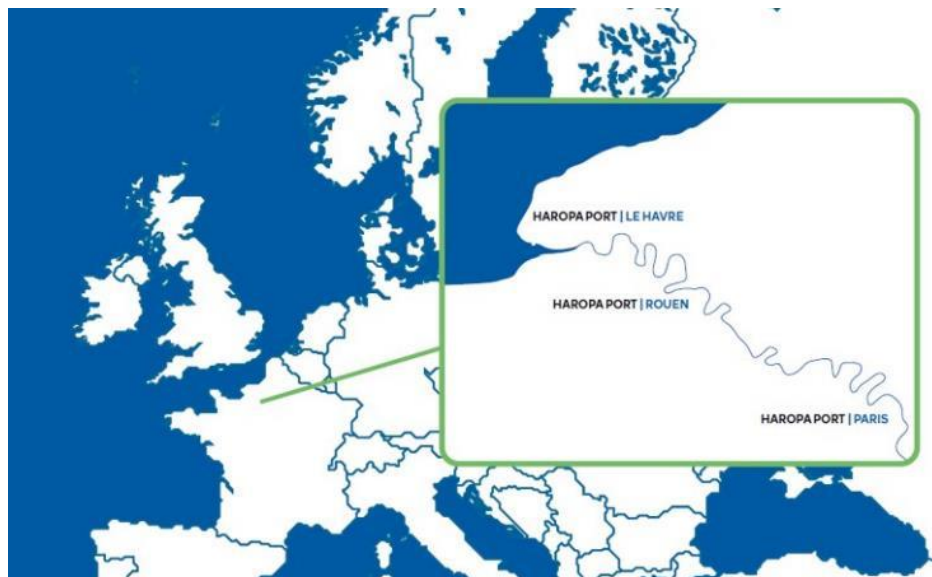 HAROPA PORT | LE HAVRE
HAROPA PORT | ROUEN
HAROPA PORT | PARIS